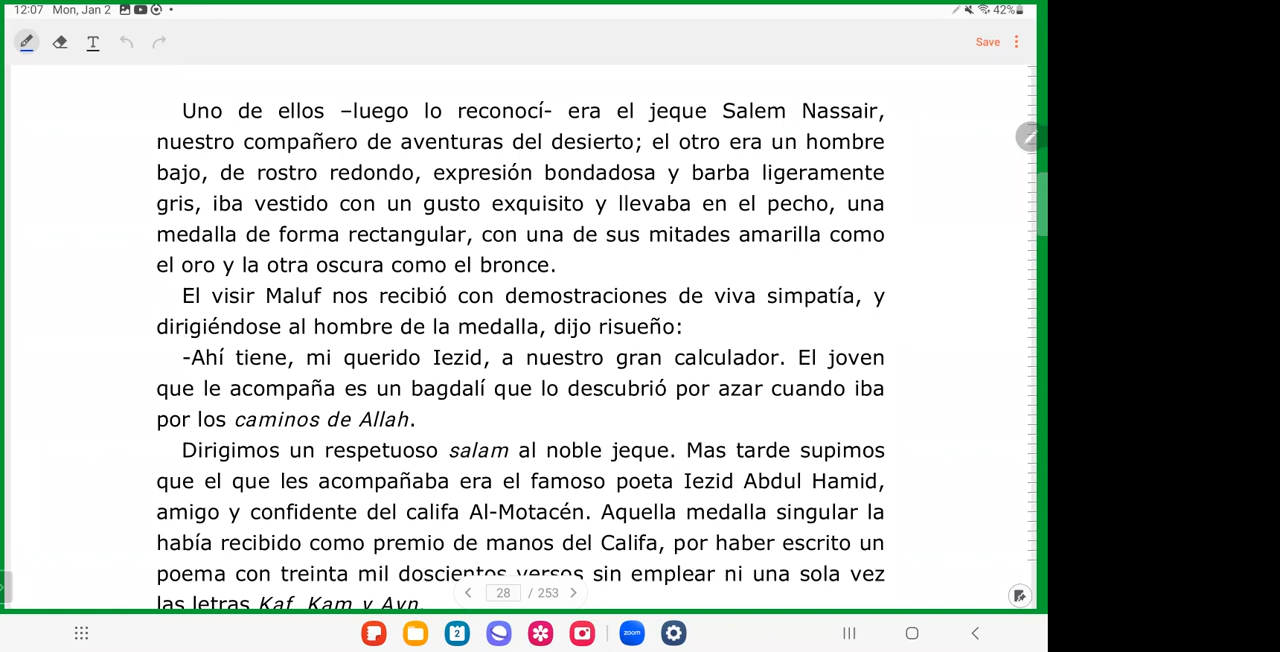 12:07 Mon, Jan 2
42%
T
Save
Uno de ellos –luego lo reconocí- era el jeque Salem Nassair,
nuestro compañero de aventuras del desierto; el otro era un hombre
bajo, de rostro redondo, expresión bondadosa y barba ligeramente
gris, iba vestido con un gusto exquisito y llevaba en el pecho, una
medalla de forma rectangular, con una de sus mitades amarilla como
el oro y la otra oscura como el bronce.
El visir Maluf nos recibió con demostraciones de viva simpatía, y
dirigiéndose al hombre de la medalla, dijo risueño:
-Ahí tiene, mi querido Iezid, a nuestro gran calculador. El joven
que le acompaña es un bagdalí que lo descubrió por azar cuando iba
por los caminos de Allah.
Dirigimos un respetuoso salam al noble jeque. Mas tarde supimos
que el que les acompañaba era el famoso poeta Iezid Abdul Hamid,
amigo y confidente del califa Al-Motacén. Aquella medalla singular la
había recibido como premio de manos del Califa, por haber escrito un
poema con treinta mil doscientos versos sin emplear ni una sola vez
las letras Kaf, Kam y Ayn.
28 / 253
2
zoom